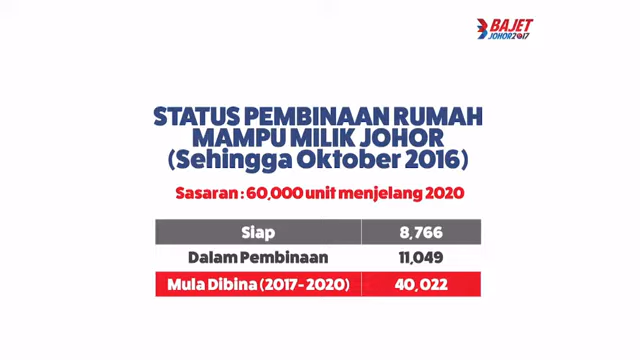 BAJET
JOHOR2017
STATUS PEMBINAAN RUMAH
MAMPU MILIK JOHOR
(Sehingga Oktober 2016)
Sasaran : 60,000 unit menjelang 2020
Siap 8,766
Dalam Pembinaan 11,049
Mula Dibina (2017-2020) 40,022